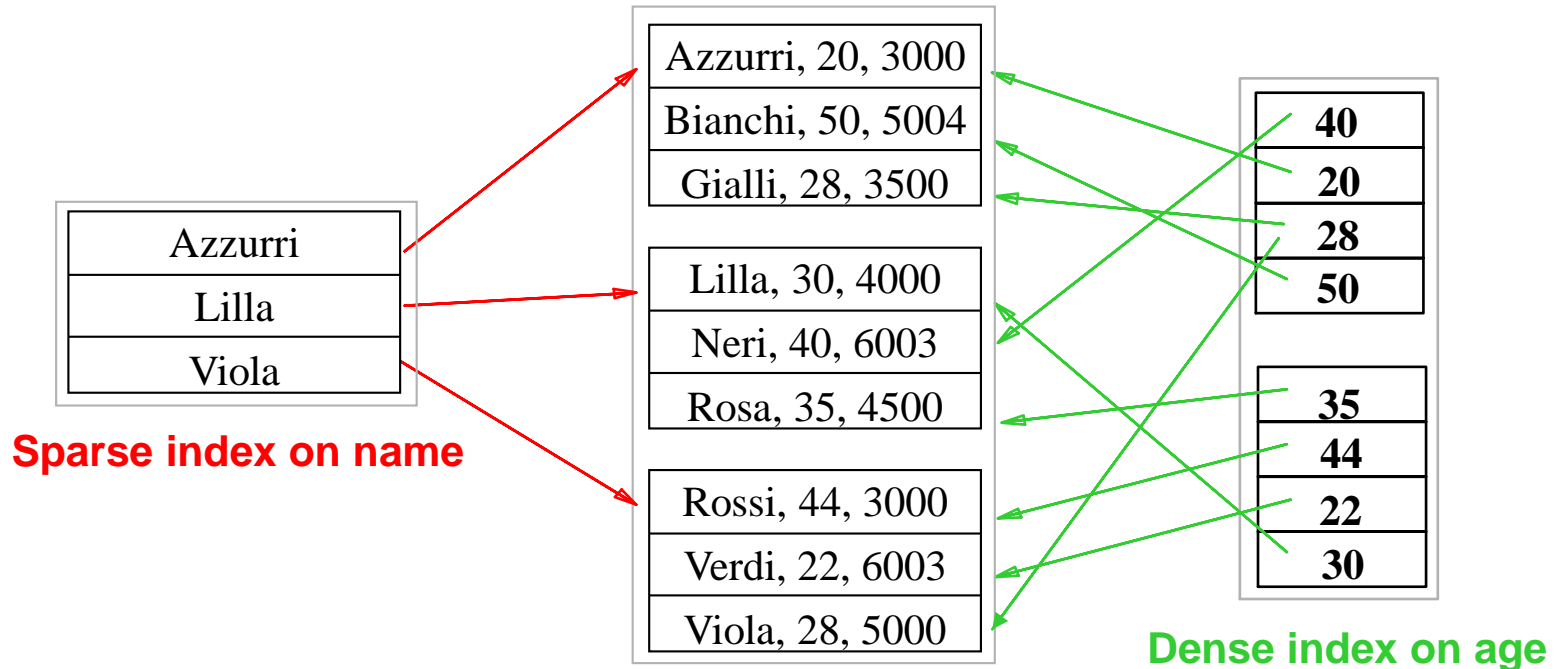 Azzurri
Lilla
Viola
Sparse index on name
Azzurri, 20, 3000
Bianchi, 50, 5004
Gialli, 28, 3500
Lilla, 30, 4000
Neri, 40, 6003
Rosa, 35, 4500
Rossi, 44, 3000
Verdi, 22, 6003
Viola, 28, 5000
40
20
28
50
35
44
22
30
Dense index on age